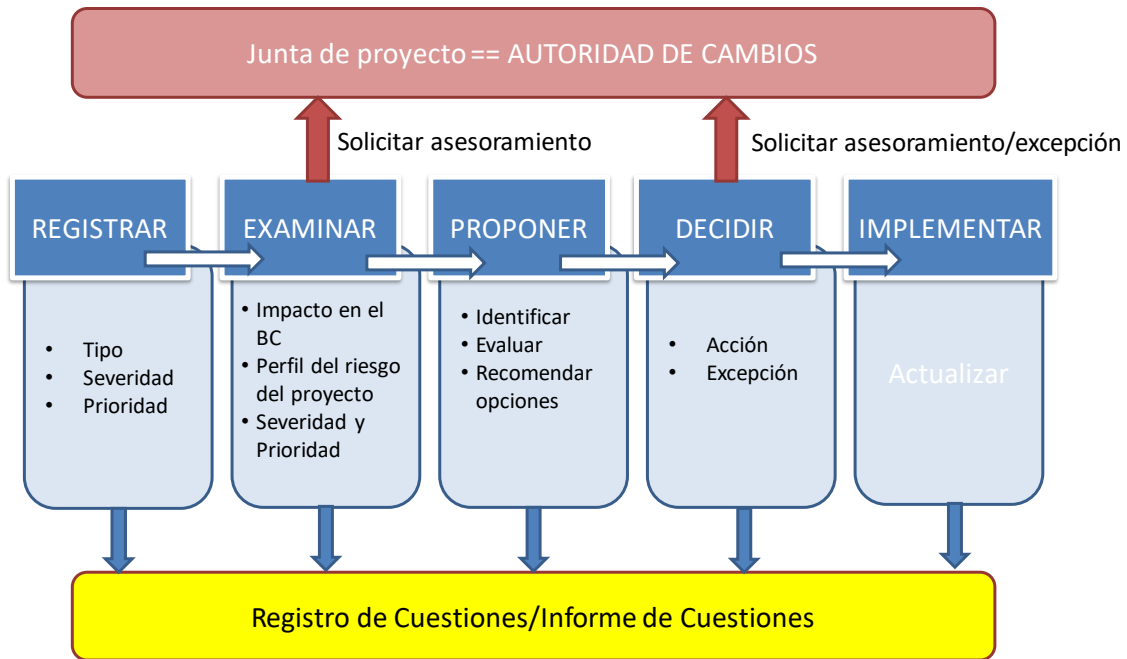 Junta de proyecto == AUTORIDAD DE CAMBIOS
Solicitar asesoramiento
Solicitar asesoramiento/excepción
REGISTRAR
EXAMINAR
PROPONER
DECIDIR
IMPLEMENTAR
• Tipo
• Severidad
• Prioridad
• Impacto en el
BC
• Perfil del riesgo
del proyecto
• Severidad y
Prioridad
• Identificar
• Evaluar
• Recomendar
opciones
• Acción
• Excepción
Actualizar
Registro de Cuestiones/Informe de Cuestiones